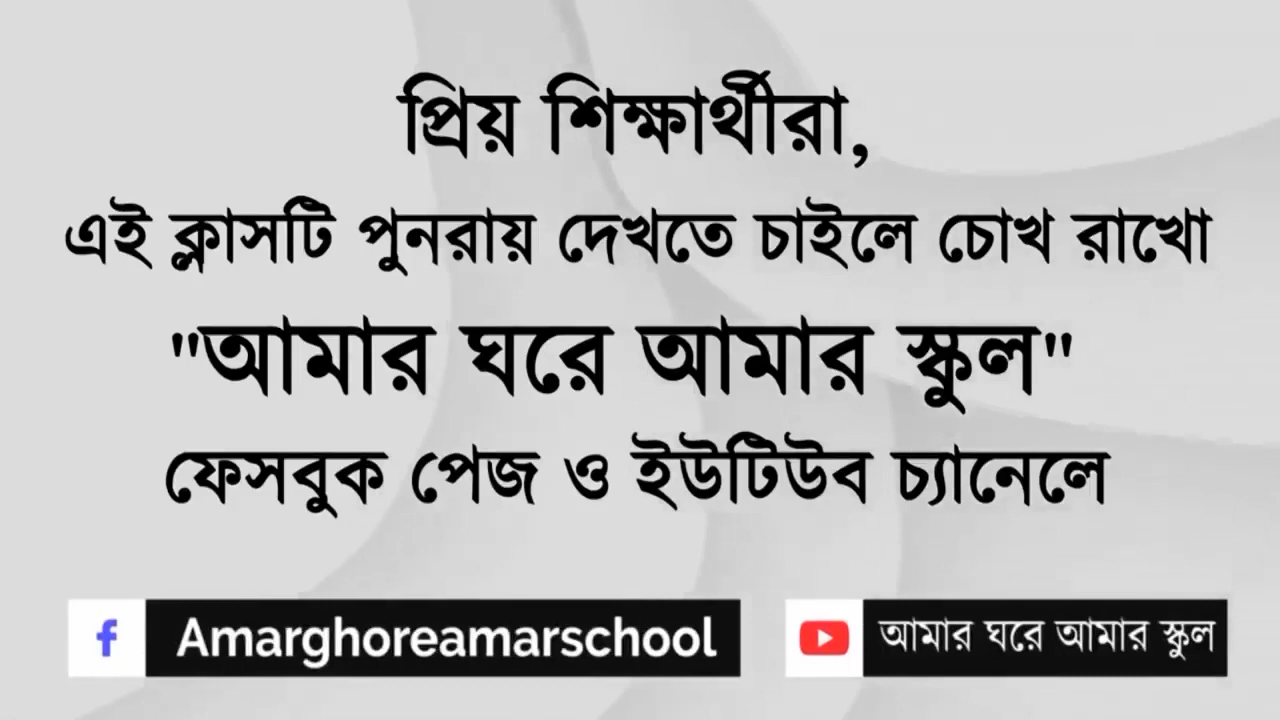 প্রিয় শিক্ষার্থীরা,
এই ক্লাসটি পুনরায় দেখতে চাইলে চোখ রাখো
"আমার ঘরে আমার স্কুল"
ফেসবুক পেজ ও ইউটিউব চ্যানেলে
f Amarghoreamarschool
আমার ঘরে আমার স্কুল